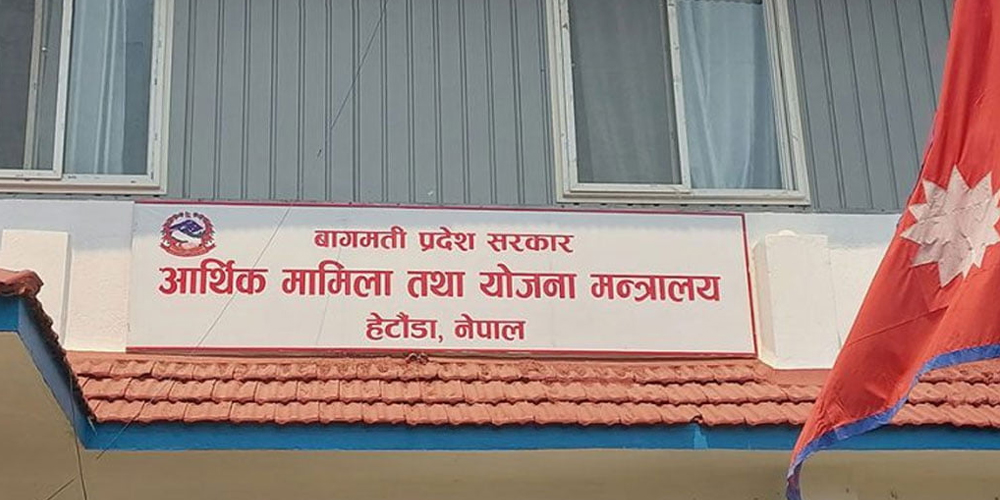 बागमती प्रदेश सरकार
आर्थिक मामिला तथा योजना मन्त्रालय
हेटौंडा, नेपाल